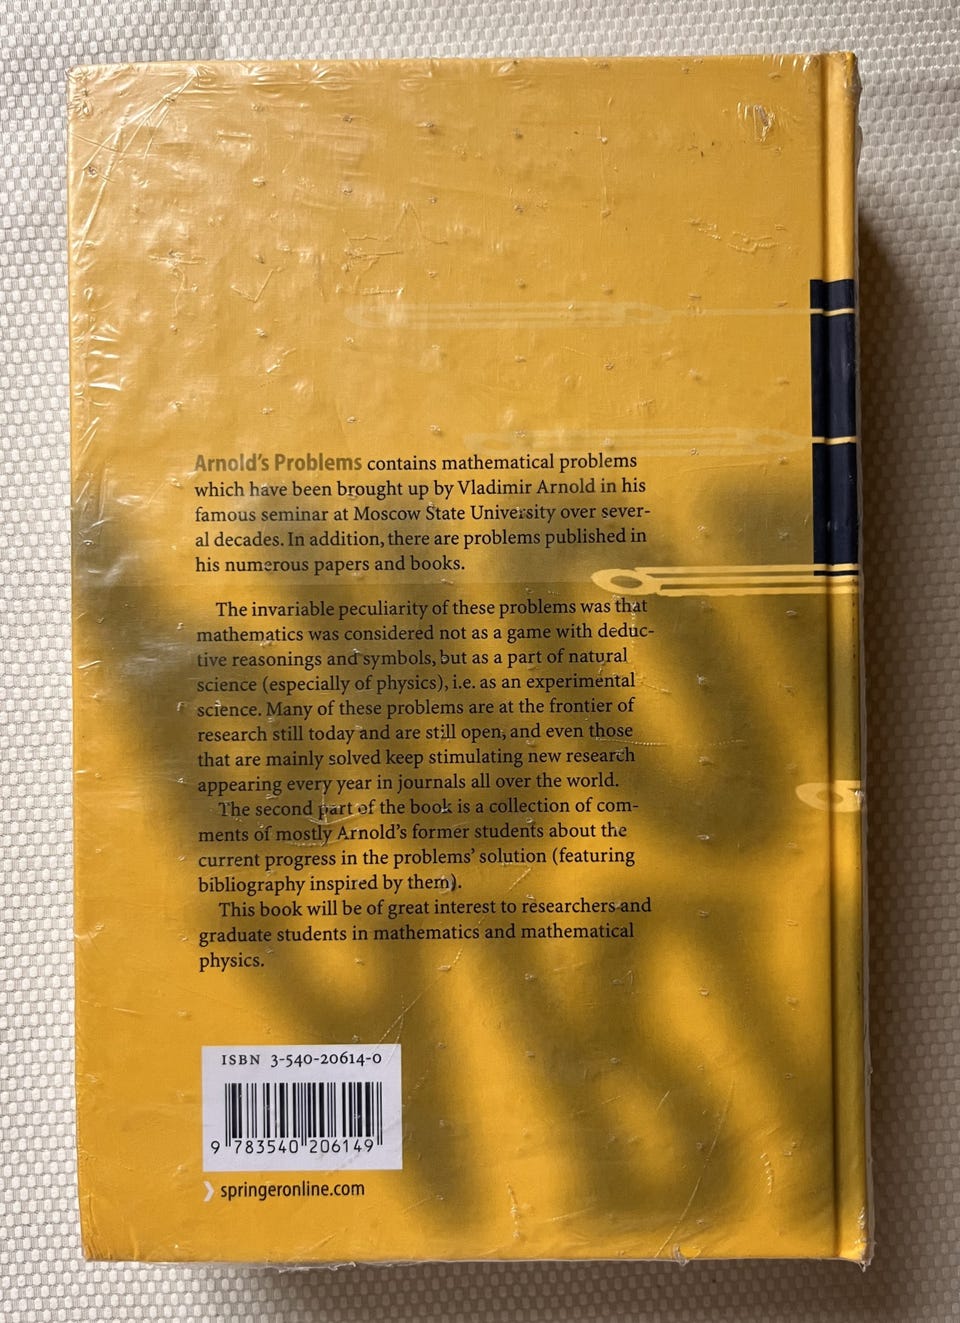 Arnold's Problems contains mathematical problems
which have been brought up by Vladimir Arnold in his
famous seminar at Moscow State University over sever-
al decades. In addition, there are problems published in
his numerous papers and books.
The invariable peculiarity of these problems was that
mathematics was considered not as a game with deduc-
tive reasonings and symbols, but as a part of natural
science (especially of physics), i.e. as an experimental
science. Many of these problems are at the frontier of
research still today and are still open, and even those
that are mainly solved keep stimulating new research
appearing every year in journals all over the world.
The second part of the book is a collection of com-
ments of mostly Arnold's former students about the
current progress in the problems' solution (featuring
bibliography inspired by them).
This book will be of great interest to researchers and
graduate students in mathematics and mathematical
physics.
ISBN 3-540-20614-0
9 783540 206149
› springeronline.com